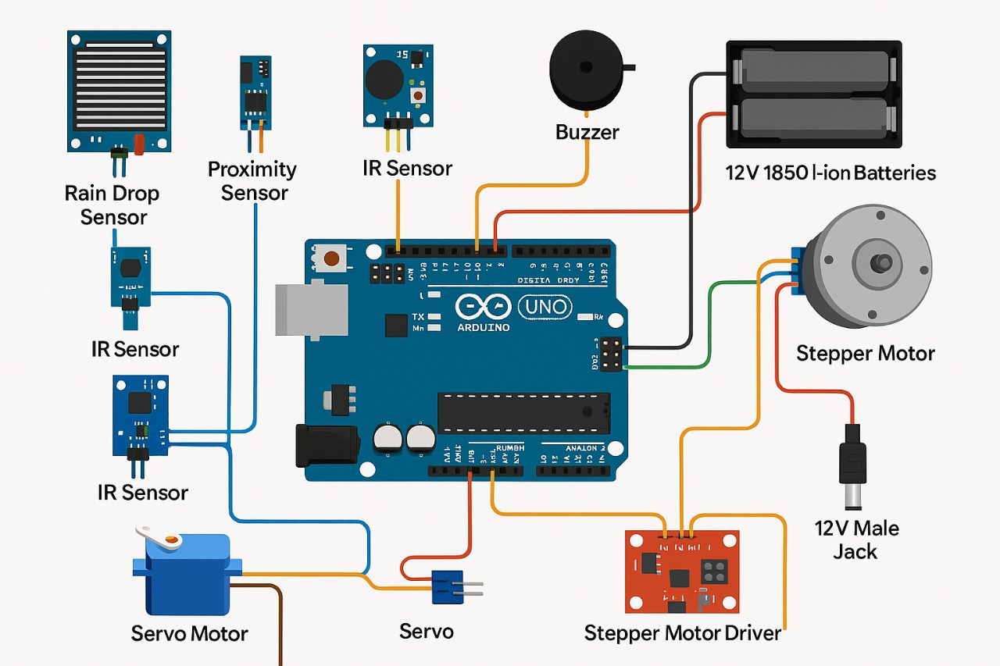 Buzzer
12V 1850 l-ion Batteries
Proximity
Sensor
IR Sensor
Rain Drop
Sensor
UNO
ARDUINO
TX
Stepper Motor
IR Sensor
IR Sensor
RUMBH
12V Male
Jack
Servo Motor
Servo
Stepper Motor Driver